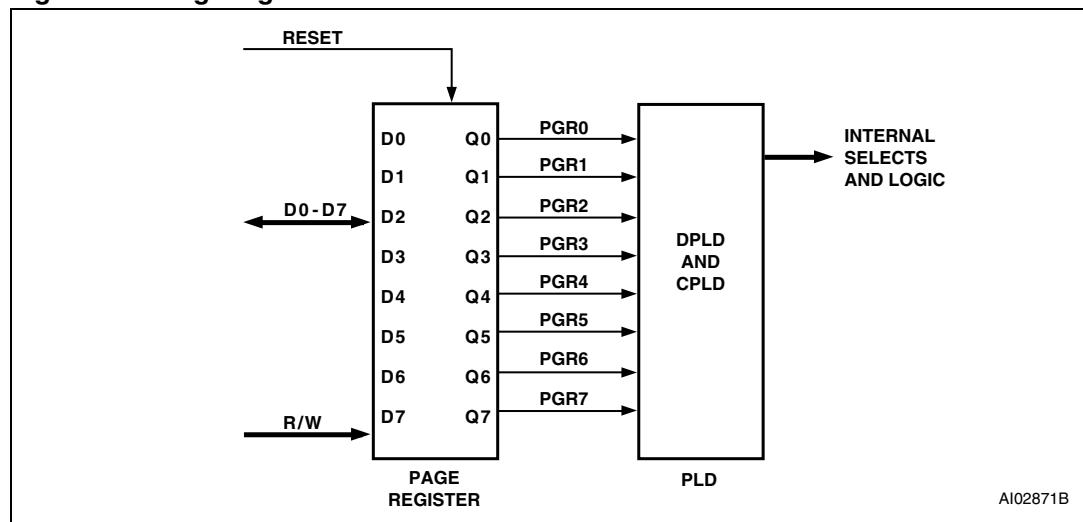 RESET
D0 Q0 PGR0
D1 Q1 PGR1
D0-D7 D2 Q2 PGR2
D3 Q3 PGR3
D4 Q4 PGR4
D5 Q5 PGR5
D6 Q6 PGR6
R/W D7 Q7 PGR7
DPLD
AND
CPLD
INTERNAL
SELECTS
AND LOGIC
PAGE
REGISTER
PLD
AI02871B